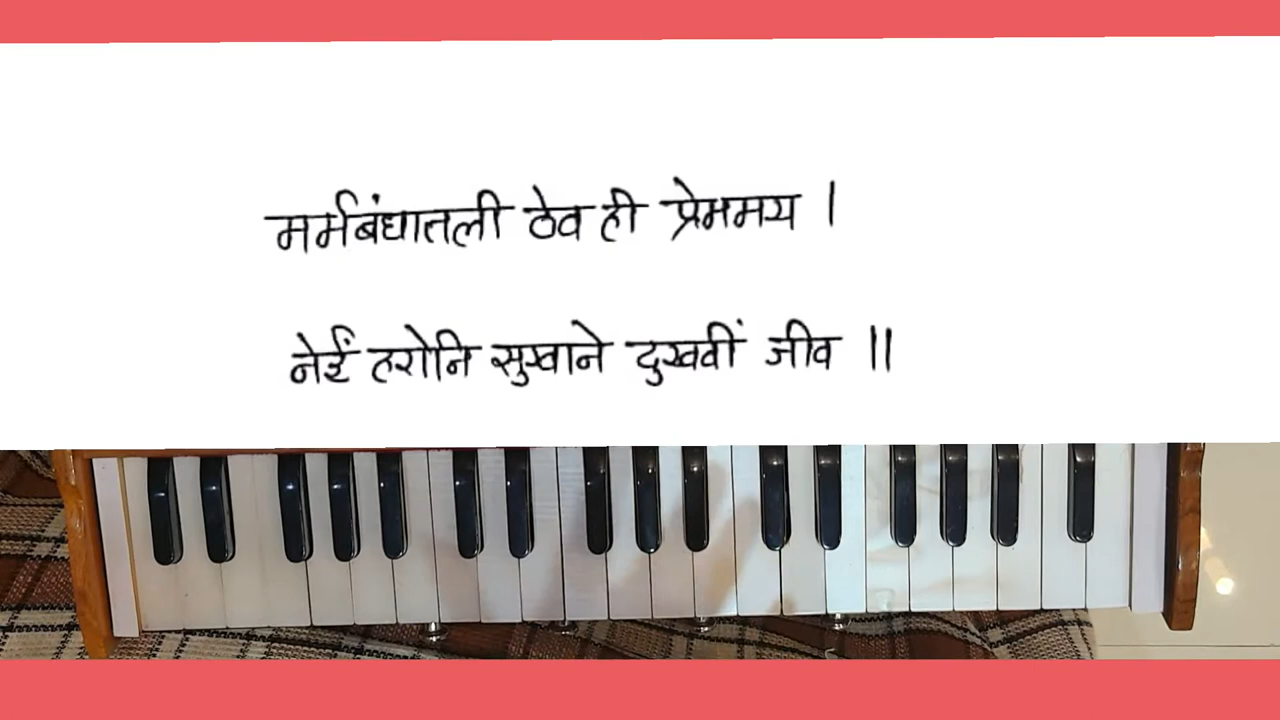 मर्मबंधातली ठेव ही प्रेममय ।
नेईं हरोनि सुखाने दुखवीं जीव ॥